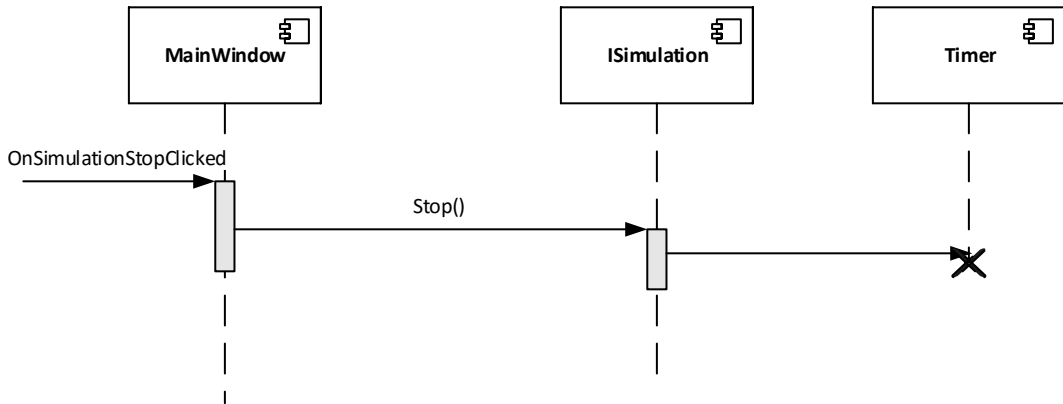 MainWindow
ISimulation
Timer
OnSimulationStopClicked
Stop()